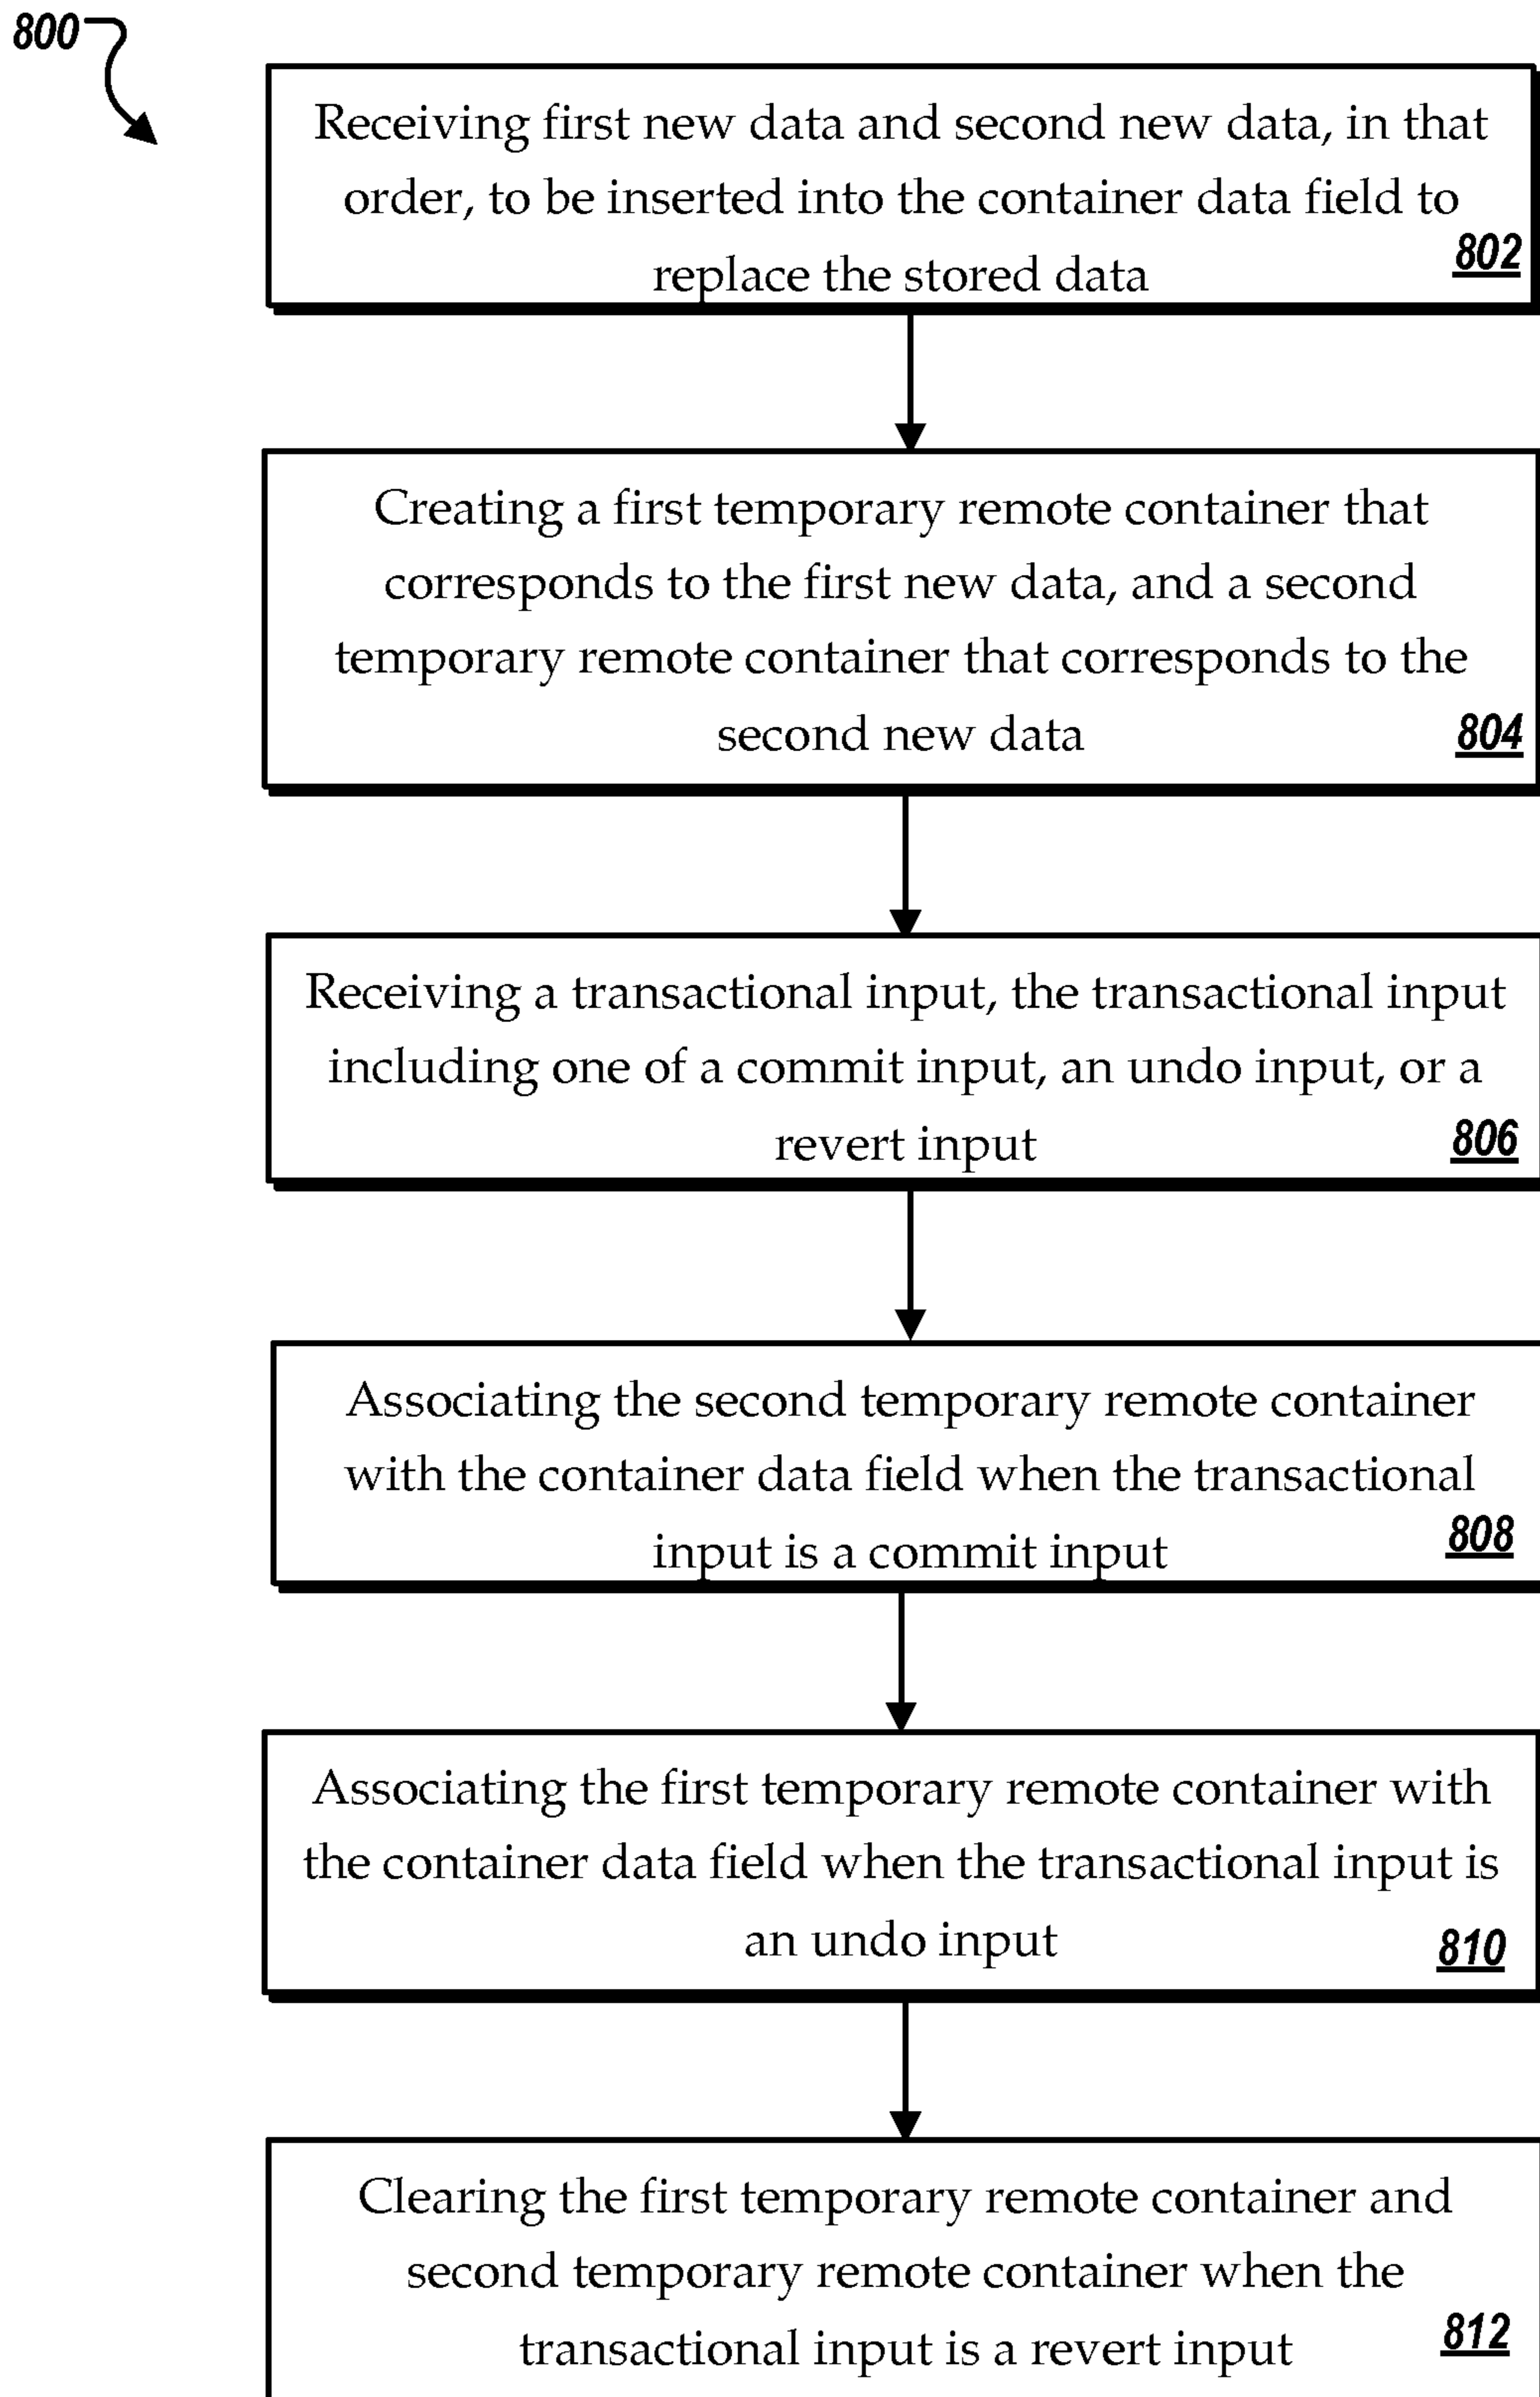 800
Receiving first new data and second new data, in that
order, to be inserted into the container data field to
replace the stored data
802
Creating a first temporary remote container that
corresponds to the first new data, and a second
temporary remote container that corresponds to the
second new data
804
Receiving a transactional input, the transactional input
including one of a commit input, an undo input, or a
revert input
806
Associating the second temporary remote container
with the container data field when the transactional
input is a commit input
808
Associating the first temporary remote container with
the container data field when the transactional input is
an undo input
810
Clearing the first temporary remote container and
second temporary remote container when the
transactional input is a revert input
812